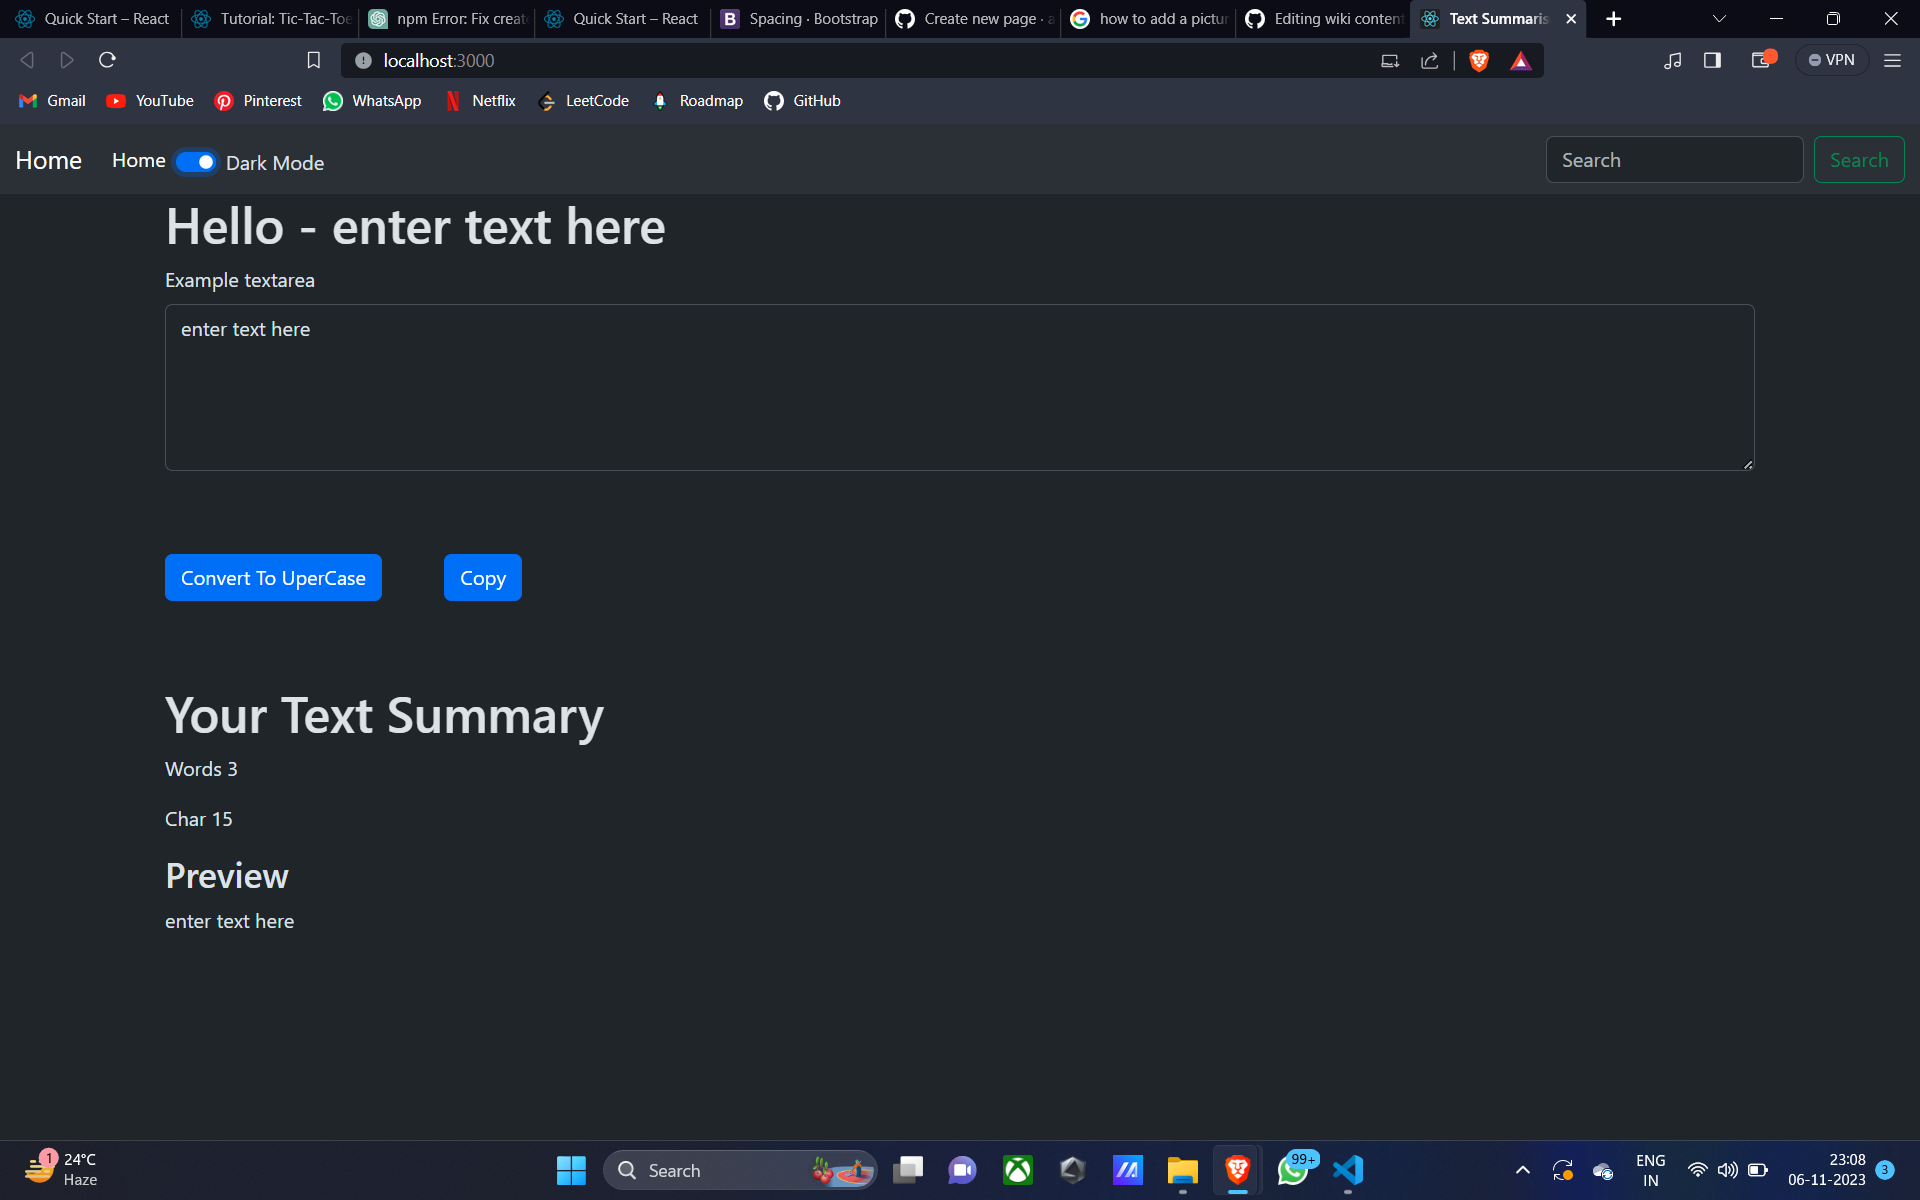 Quick Start – React
Tutorial: Tic-Tac-Toe
npm Error: Fix creat
Quick Start – React
Spacing · Bootstrap
Create new page ·
how to add a pictur
Editing wiki content
Text Summaris
localhost:3000
VPN
Gmail
YouTube
Pinterest
WhatsApp
Netflix
LeetCode
Roadmap
GitHub
Home
Home
Dark Mode
Search
Search
Hello - enter text here
Example textarea
enter text here
Convert To UperCase
Copy
Your Text Summary
Words 3
Char 15
Preview
enter text here
1
24°C
Haze
Search
99+
ENG
IN
23:08
06-11-2023
3